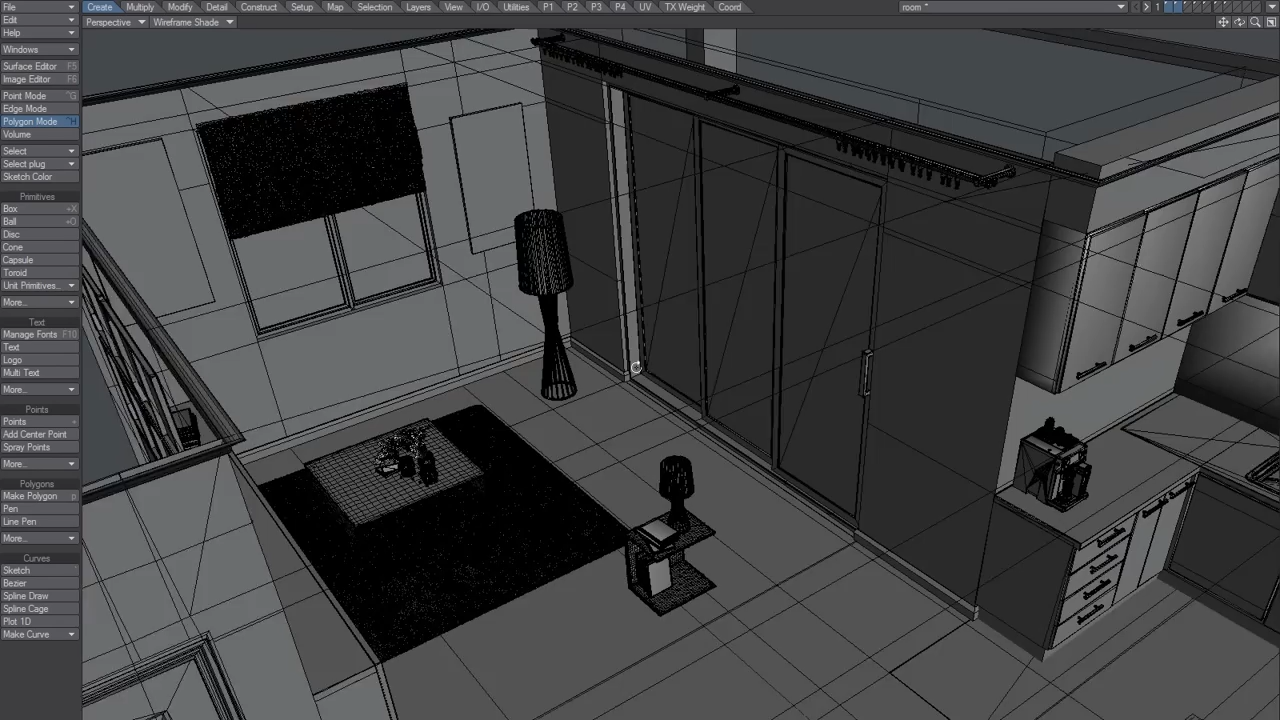 File Create Multiply Modify Detail Construct Setup Map Selection Layers View I/O Utilities P1 P2 P3 P4 UV TX Weight Coord room * 1
Edit Perspective Wireframe Shade
Help
Windows
Surface Editor F5
Image Editor F6
Point Mode ^G
Edge Mode
Polygon Mode ^H
Volume
Select
Select plug
Sketch Color
Primitives
Box +X
Ball +O
Disc
Cone
Capsule
Toroid
Unit Primitives..
More...
Text
Manage Fonts F10
Text
Logo
Multi Text
More...
Points
Points +
Add Center Point
Spray Points
More...
Polygons
Make Polygon p
Pen
Line Pen
More...
Curves
Sketch `
Bezier
Spline Draw
Spline Cage
Plot 1D
Make Curve